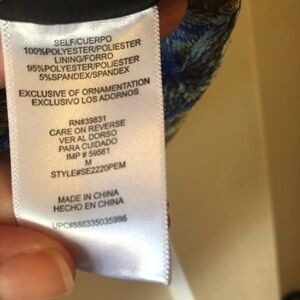 SELF/CUERPO
100%POLYESTER/POLIESTER
LINING/FORRO
95%POLYESTER/POLIESTER
5%SPANDEX/SPANDEX
EXCLUSIVE OF ORNAMENTATION
EXCLUSIVO LOS ADORNOS
RN#39831
CARE ON REVERSE
VER AL DORSO
PARA CUIDADO
IMP # 59561
M
STYLE#SE2220PEM
MADE IN CHINA
HECHO EN CHINA
UPC#888335035986